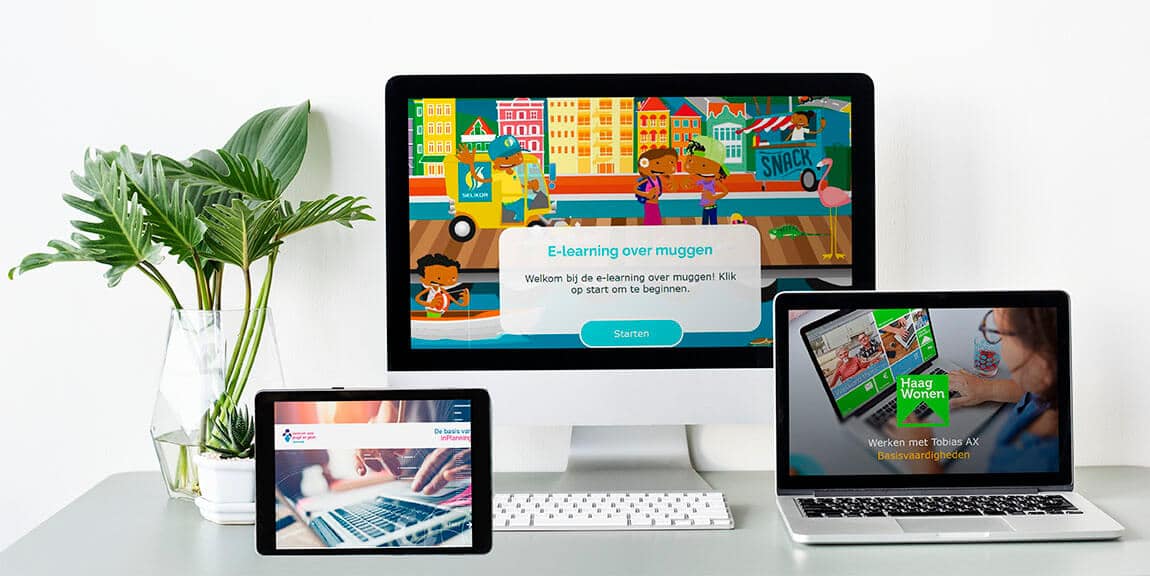 SELIKOR
SNACK
E-learning over muggen
Welkom bij de e-learning over muggen! Klik
op start om te beginnen.
Starten
Haag
Wonen
Werken met Tobias AX
Basisvaardigheden
De basis van
inPlanning